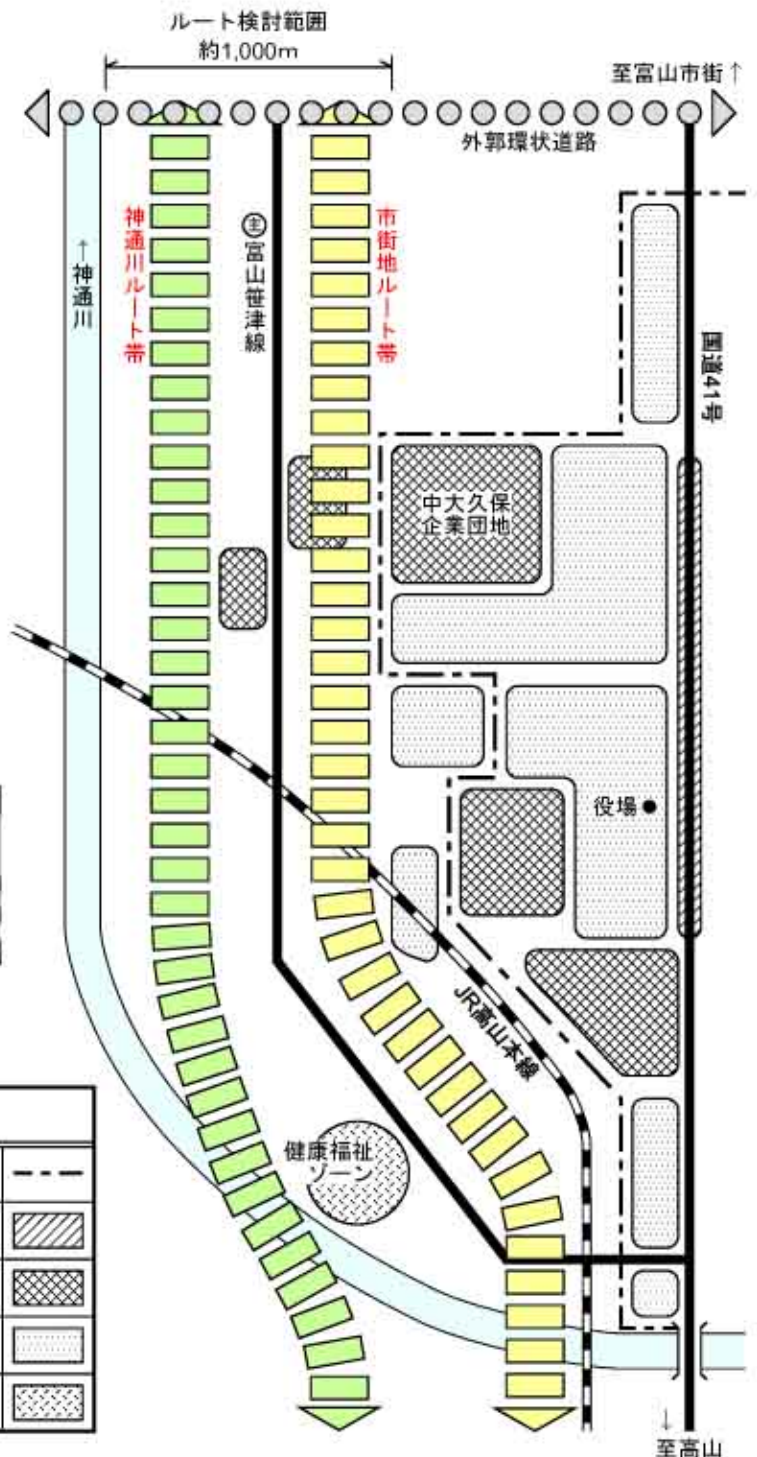 ルート検討範囲
約1,000m
至富山市街↑
外郭環状道路
↑神通川
神通川ルート帯
主富山笹津線
市街地ルート帯
国道41号
中大久保
企業団地
役場●
JR高山本線
健康福祉
ゾーン
↓
至高山